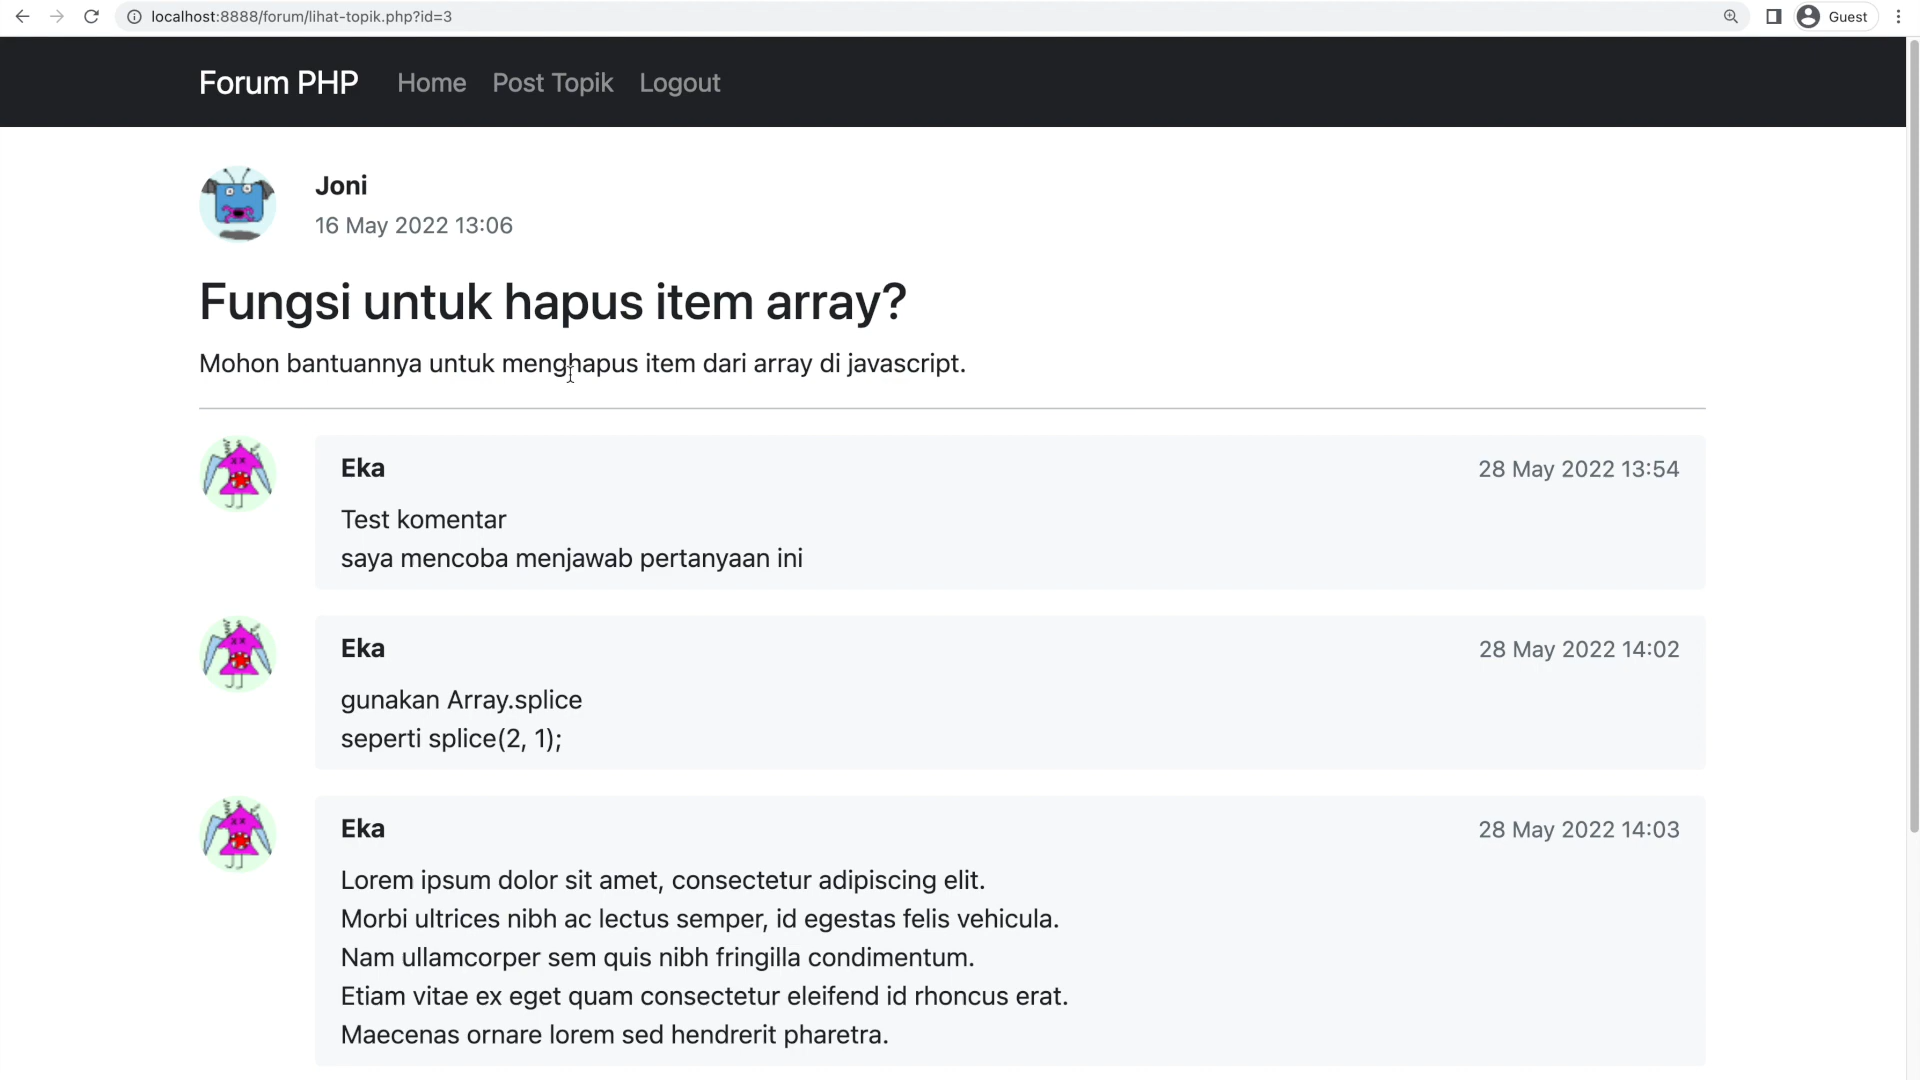 localhost:8888/forum/lihat-topik.php?id=3
Guest
Forum PHP Home Post Topik Logout
Joni
16 May 2022 13:06
Fungsi untuk hapus item array?
Mohon bantuannya untuk menghapus item dari array di javascript.
Eka 28 May 2022 13:54
Test komentar
saya mencoba menjawab pertanyaan ini
Eka 28 May 2022 14:02
gunakan Array.splice
seperti splice(2, 1);
Eka 28 May 2022 14:03
Lorem ipsum dolor sit amet, consectetur adipiscing elit.
Morbi ultrices nibh ac lectus semper, id egestas felis vehicula.
Nam ullamcorper sem quis nibh fringilla condimentum.
Etiam vitae ex eget quam consectetur eleifend id rhoncus erat.
Maecenas ornare lorem sed hendrerit pharetra.